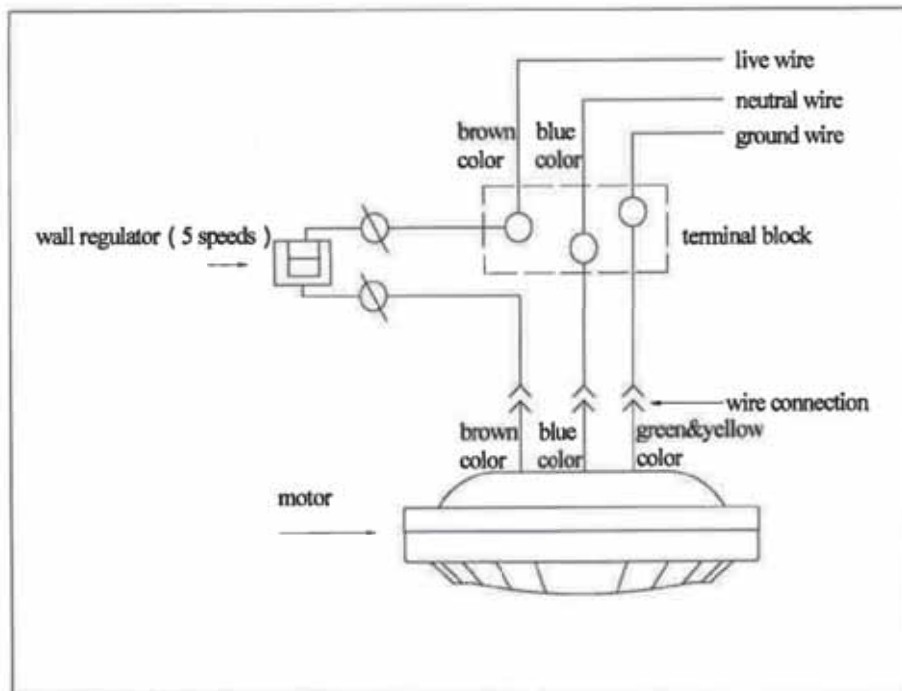 live wire
neutral wire
ground wire
brown
color
blue
color
wall regulator ( 5 speeds )
terminal block
wire connection
brown
color
blue
color
green&yellow
color
motor